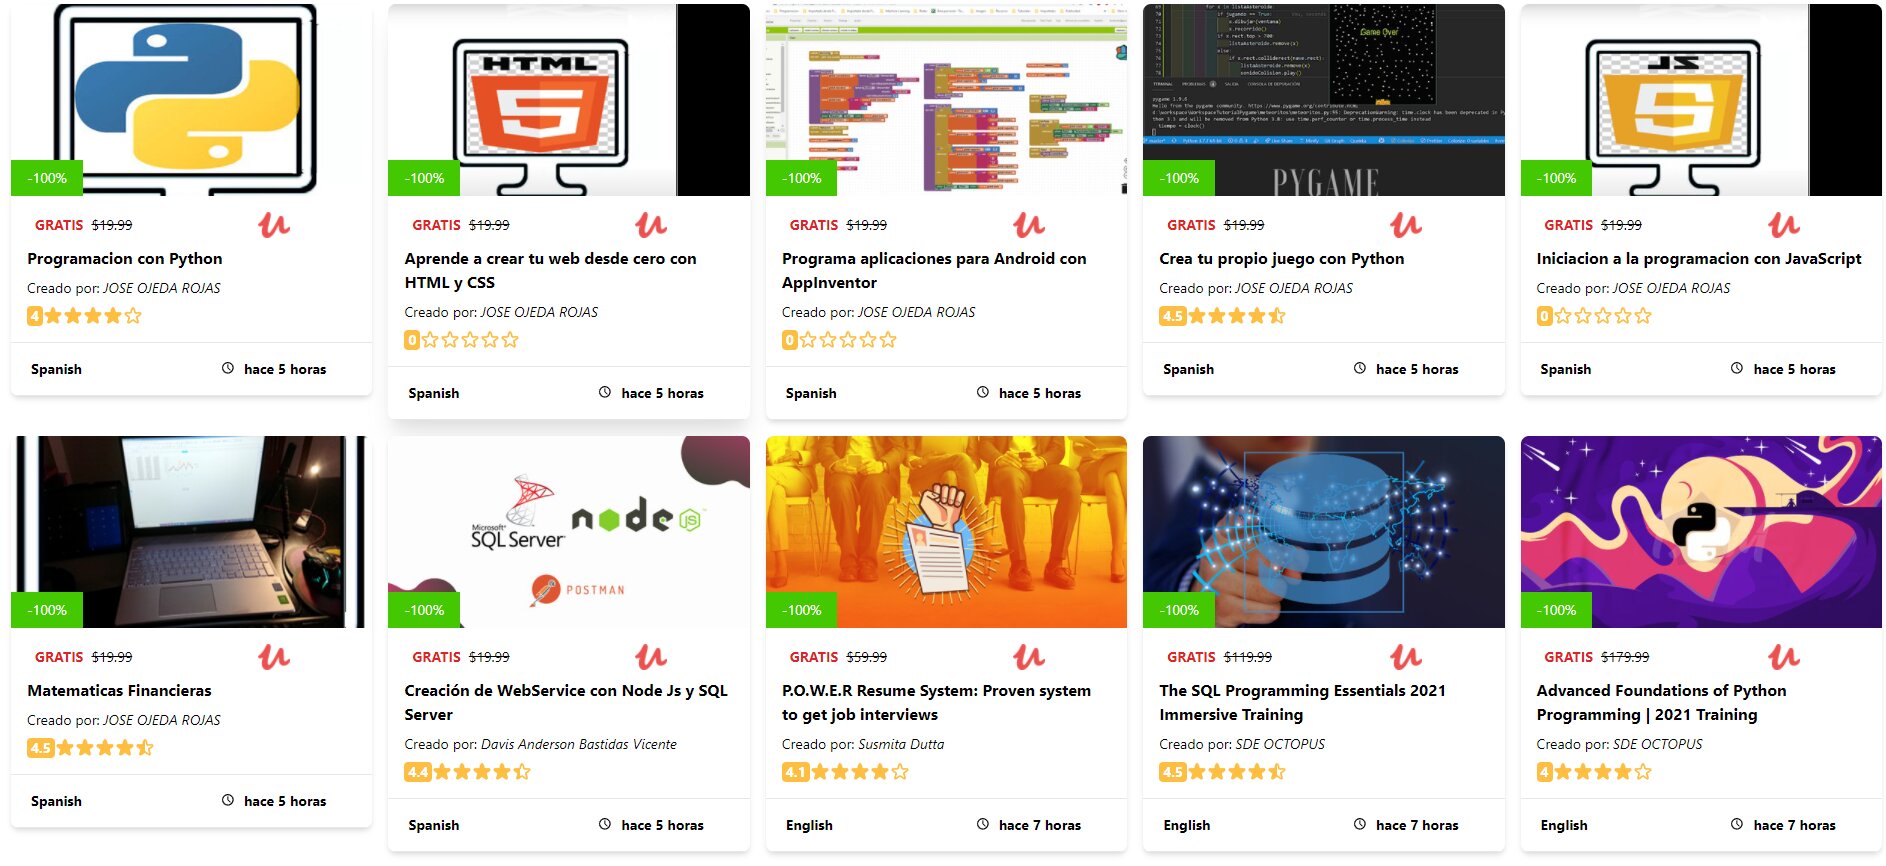 HTML
-100%
GRATIS $19.99
Programacion con Python
Creado por: JOSE OJEDA ROJAS
4
Spanish
hace 5 horas
-100%
GRATIS $19.99
Aprende a crear tu web desde cero con
HTML y CSS
Creado por: JOSE OJEDA ROJAS
0
Spanish
hace 5 horas
-100%
GRATIS $19.99
Programa aplicaciones para Android con
AppInventor
Creado por: JOSE OJEDA ROJAS
0
Spanish
hace 5 horas
Game Over
PYGAME
-100%
GRATIS $19.99
Crea tu propio juego con Python
Creado por: JOSE OJEDA ROJAS
4.5
Spanish
hace 5 horas
JS
-100%
GRATIS $19.99
Iniciacion a la programacion con JavaScript
Creado por: JOSE OJEDA ROJAS
0
Spanish
hace 5 horas
-100%
GRATIS $19.99
Matematicas Financieras
Creado por: JOSE OJEDA ROJAS
4.5
Spanish
hace 5 horas
Microsoft
SQL Server
node
JS
POSTMAN
-100%
GRATIS $19.99
Creación de WebService con Node Js y SQL
Server
Creado por: Davis Anderson Bastidas Vicente
4.4
Spanish
hace 5 horas
-100%
GRATIS $59.99
P.O.W.E.R Resume System: Proven system
to get job interviews
Creado por: Susmita Dutta
4.1
English
hace 7 horas
-100%
GRATIS $119.99
The SQL Programming Essentials 2021
Immersive Training
Creado por: SDE OCTOPUS
4.5
English
hace 7 horas
-100%
GRATIS $179.99
Advanced Foundations of Python
Programming | 2021 Training
Creado por: SDE OCTOPUS
4
English
hace 7 horas